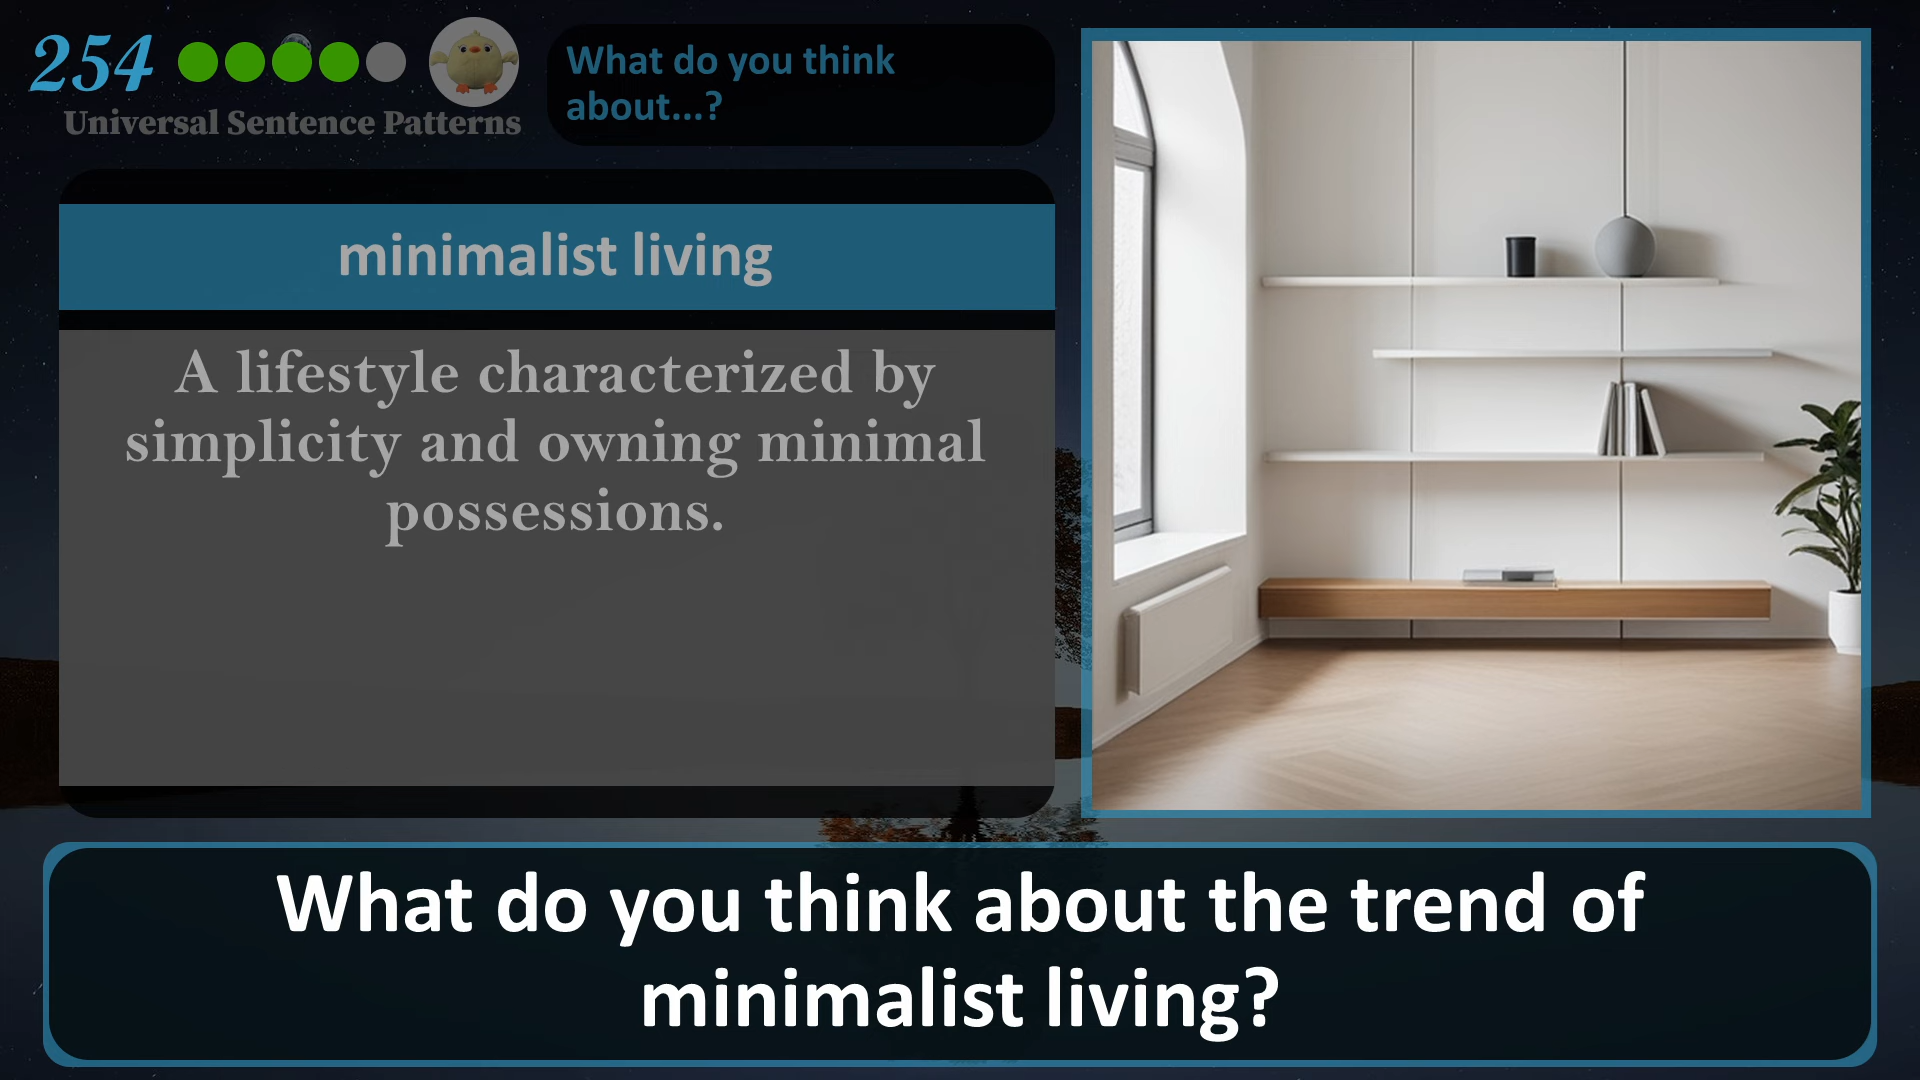 254
Universal Sentence Patterns
What do you think
about...?
minimalist living
A lifestyle characterized by
simplicity and owning minimal
possessions.
What do you think about the trend of
minimalist living?